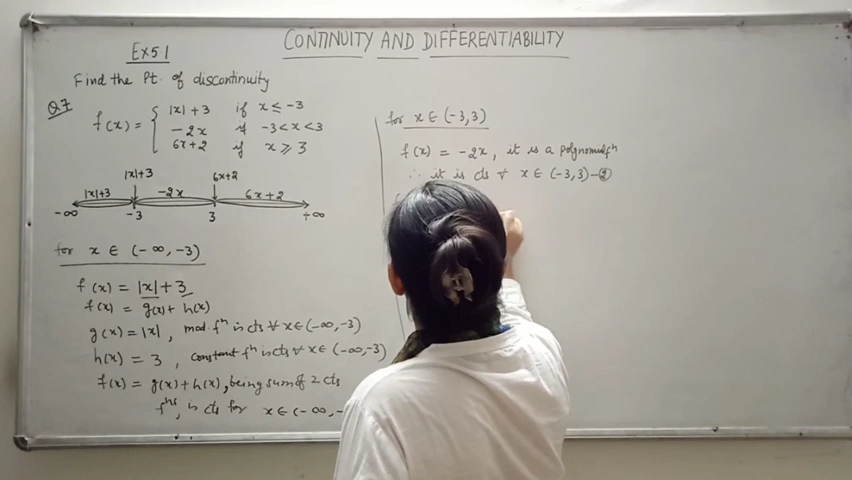 CONTINUITY AND DIFFERENTIABILITY
EX 5.1
Find the Pt. of discontinuity
Q7
f(x) = { |x| + 3 if x ≤ -3
-2x if -3 < x < 3
6x+2 if x ≥ 3
|x|+3 6x+2
|x|+3 -2x 6x+2
-∞ -3 3 +∞
for x ∈ (-∞, -3)
f(x) = |x| + 3
f(x) = g(x) + h(x)
g(x) = |x|, mod. fⁿ is cts ∀ x ∈ (-∞, -3)
h(x) = 3, constant fⁿ is cts ∀ x ∈ (-∞, -3)
f(x) = g(x) + h(x), being sum of 2 cts
fⁿs, is cts for x ∈ (-∞, -
for x ∈ (-3, 3)
f(x) = -2x, it is a polynomial fⁿ
∴ it is cts ∀ x ∈ (-3, 3) - ②